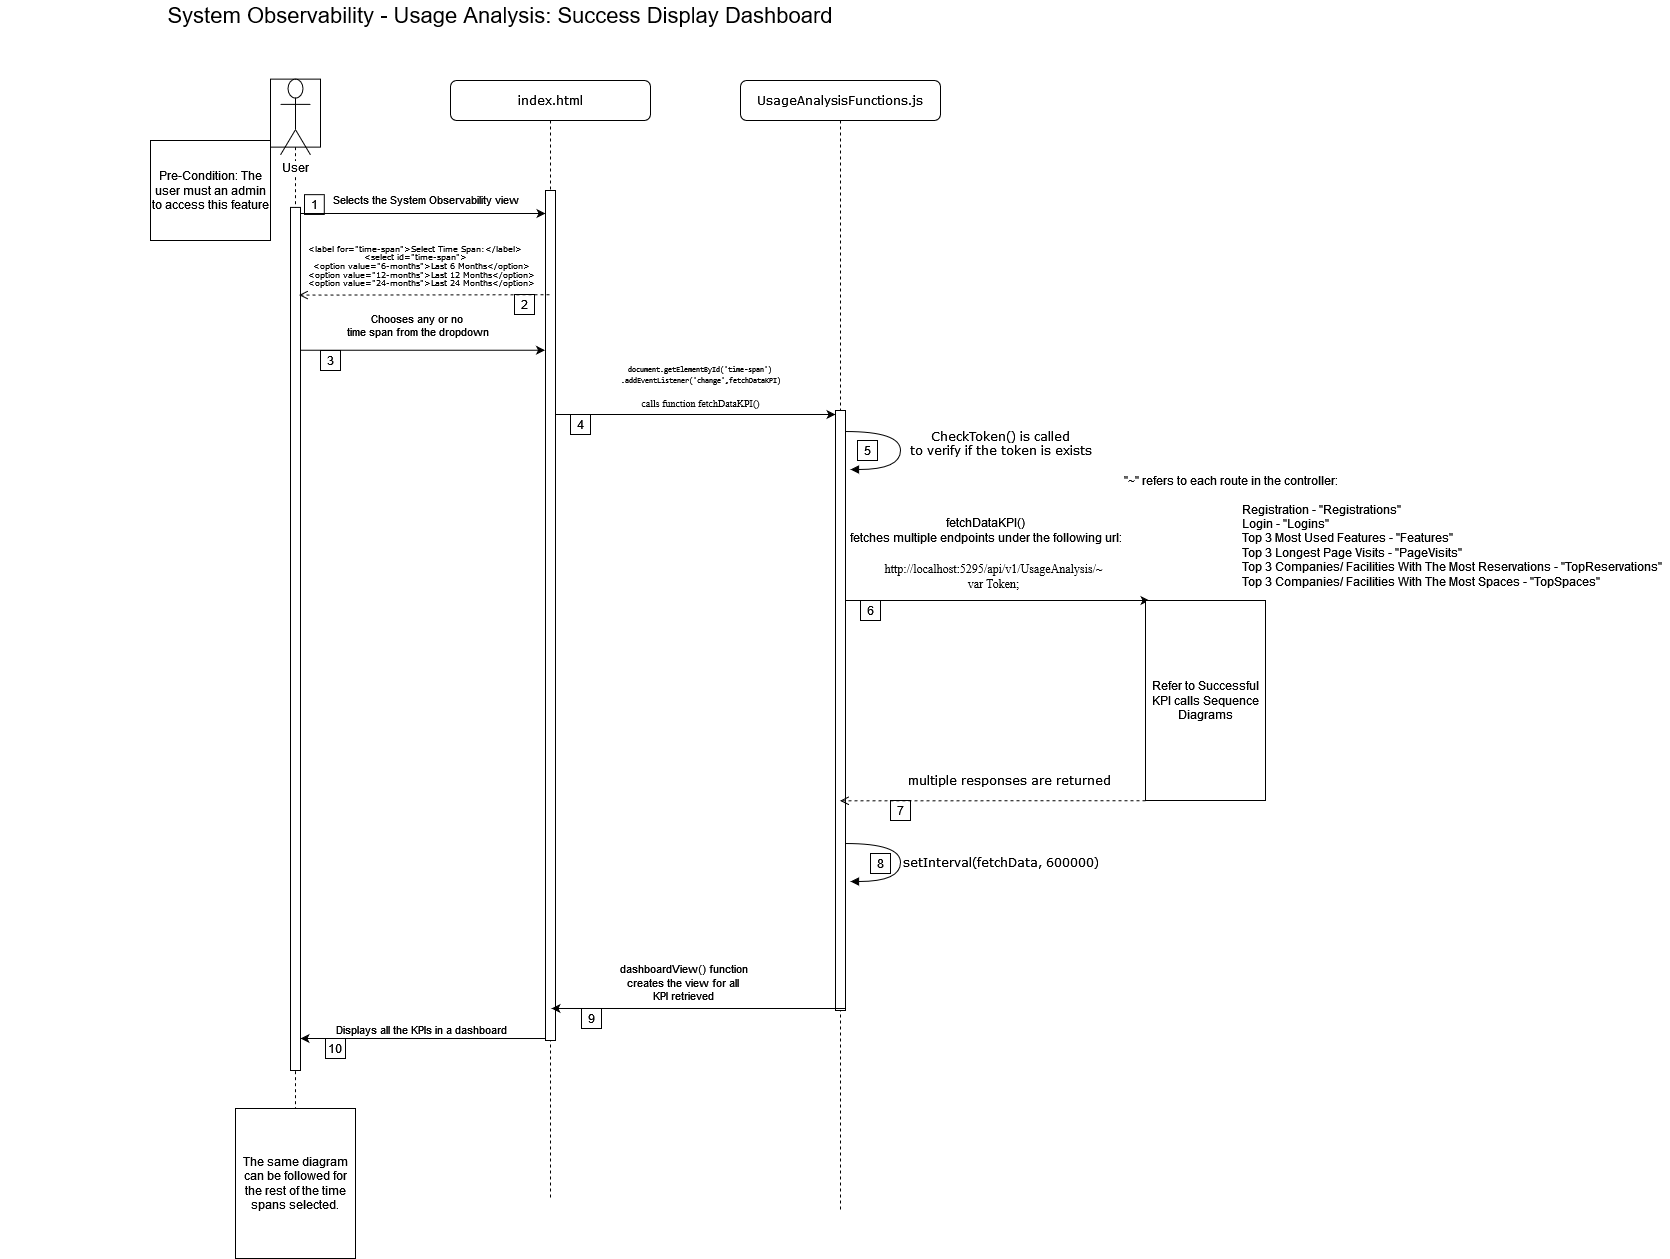 System Observability - Usage Analysis: Success Display Dashboard
index.html
UsageAnalysisFunctions.js
User
Pre-Condition: The
user must an admin
to access this feature
1
Selects the System Observability view
<label for="time-span">Select Time Span:</label>
<select id="time-span">
<option value="6-months">Last 6 Months</option>
<option value="12-months">Last 12 Months</option>
<option value="24-months">Last 24 Months</option>
2
Chooses any or no
time span from the dropdown
3
document.getElementById('time-span')
.addEventListener('change',fetchDataKPI)
calls function fetchDataKPI()
4
5
CheckToken() is called
to verify if the token is exists
"~" refers to each route in the controller:
Registration - "Registrations"
Login - "Logins"
Top 3 Most Used Features - "Features"
Top 3 Longest Page Visits - "PageVisits"
Top 3 Companies/ Facilities With The Most Reservations - "TopReservations"
Top 3 Companies/ Facilities With The Most Spaces - "TopSpaces"
fetchDataKPI()
fetches multiple endpoints under the following url:
http://localhost:5295/api/v1/UsageAnalysis/~
var Token;
6
Refer to Successful
KPI calls Sequence
Diagrams
multiple responses are returned
7
8
setInterval(fetchData, 600000)
dashboardView() function
creates the view for all
KPI retrieved
9
Displays all the KPIs in a dashboard
10
The same diagram
can be followed for
the rest of the time
spans selected.